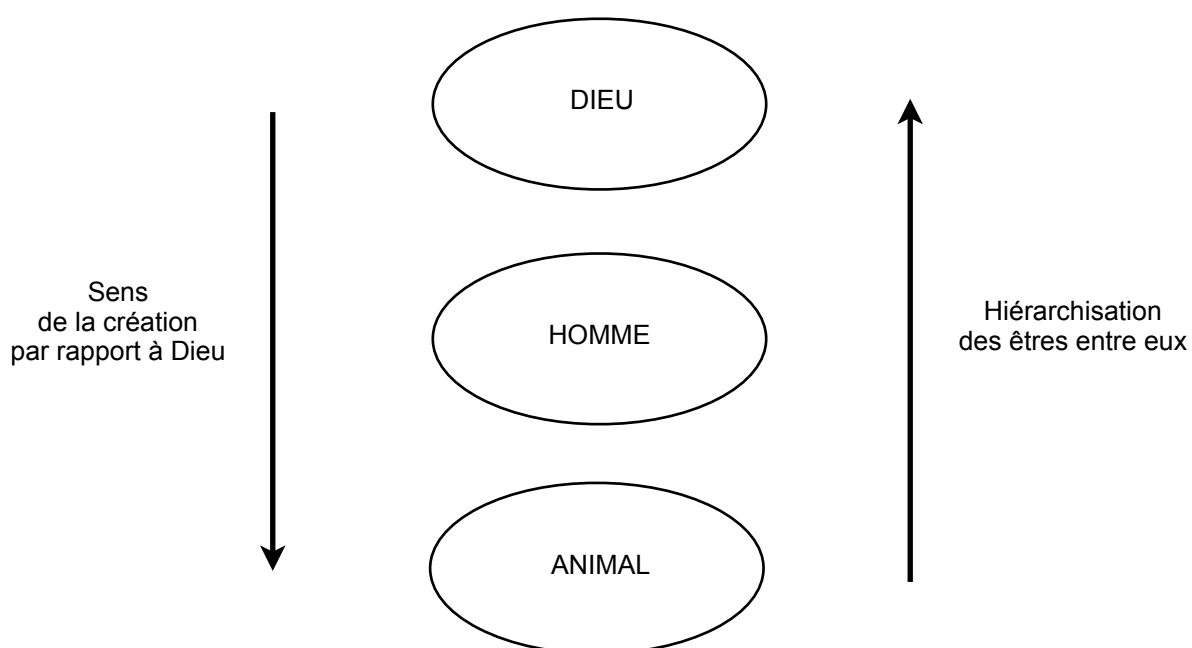 DIEU
Sens
de la création
par rapport à Dieu
HOMME
Hiérarchisation
des êtres entre eux
ANIMAL